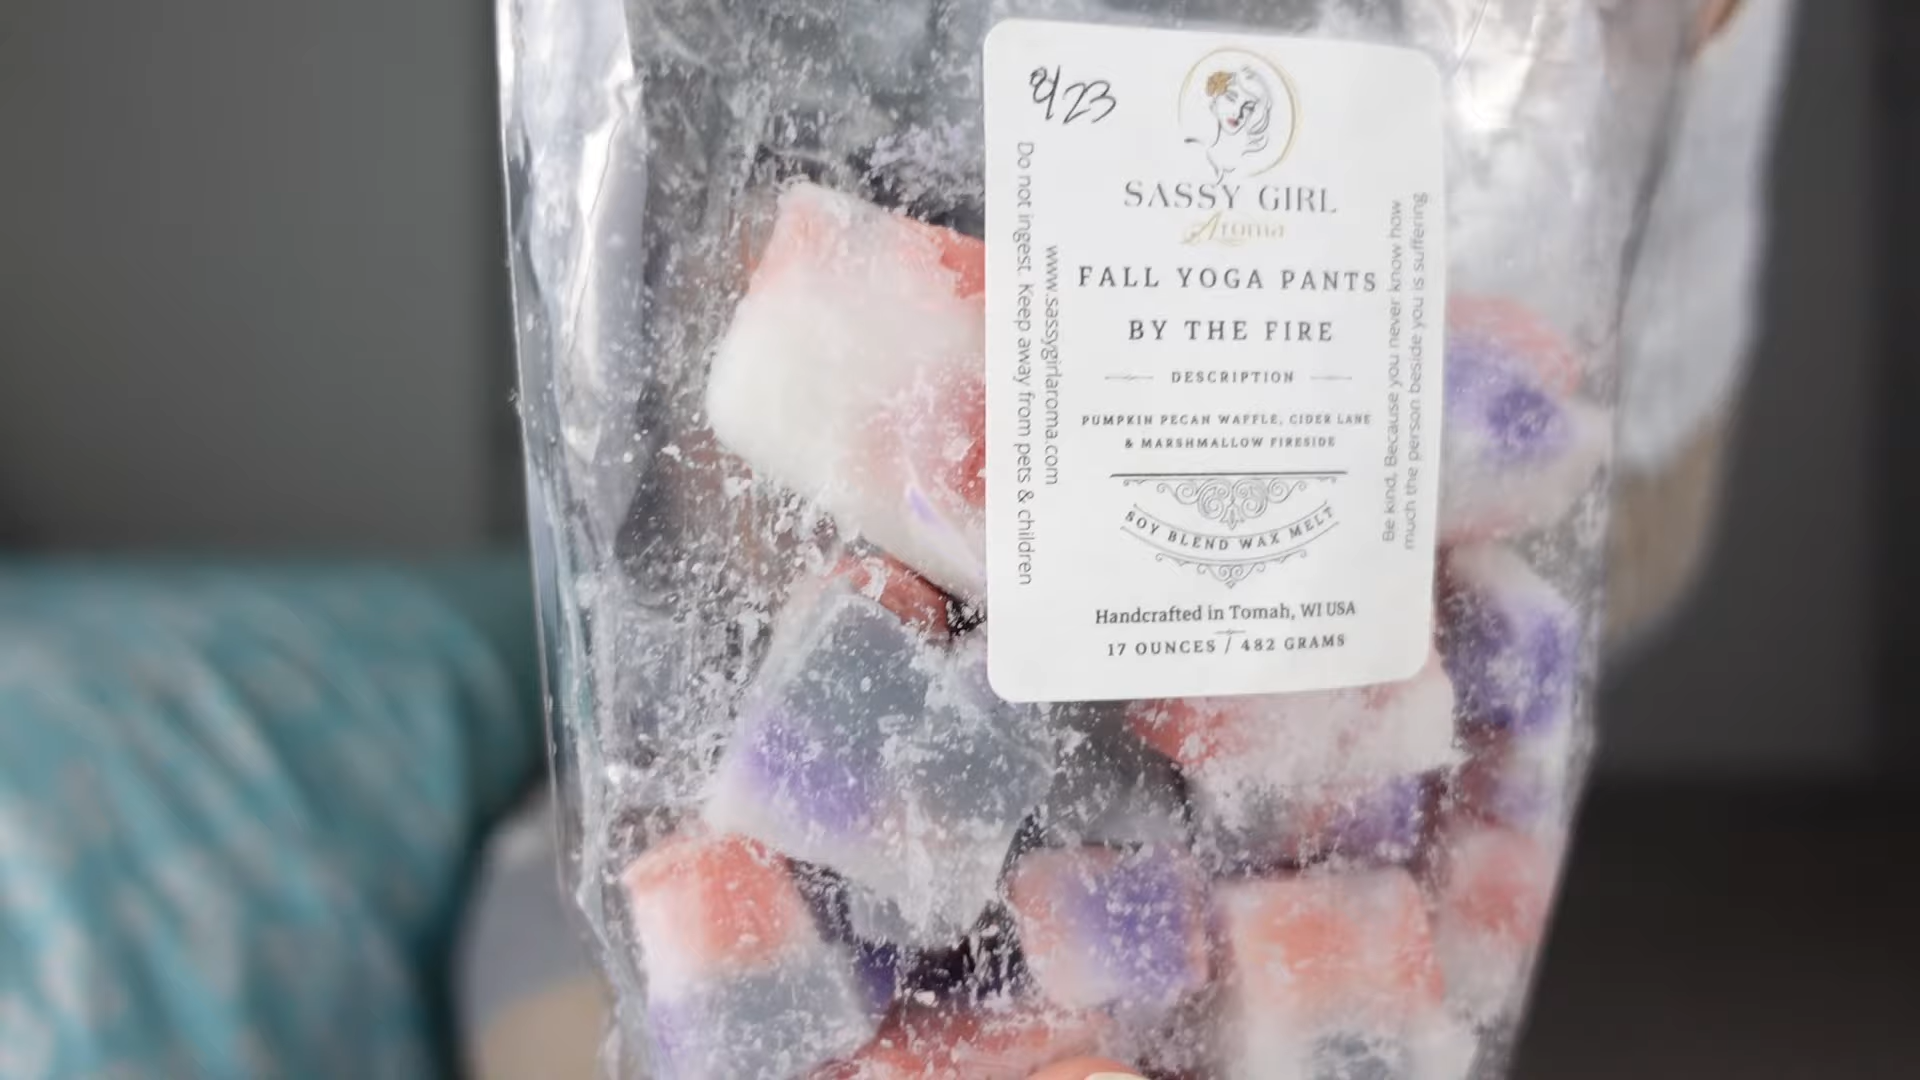 8/23
SASSY GIRL
Aroma
FALL YOGA PANTS
BY THE FIRE
DESCRIPTION
PUMPKIN PECAN WAFFLE, CIDER LANE
& MARSHMALLOW FIRESIDE
SOY BLEND WAX MELT
Handcrafted in Tomah, WI USA
17 OUNCES / 482 GRAMS
Do not ingest. Keep away from pets & children
www.sassygirlaroma.com
Be kind. Because you never know how
much the person beside you is suffering